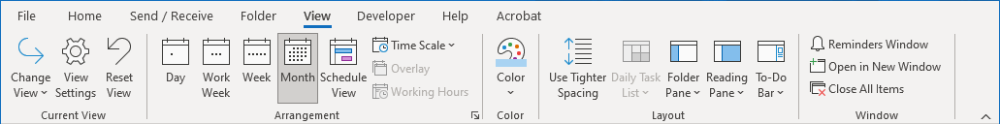 File Home Send / Receive Folder View Developer Help Acrobat
Change View
View Settings
Reset View
Current View
Day
Work Week
Week
Month
Schedule View
Time Scale
Overlay
Working Hours
Arrangement
Color
Color
Use Tighter Spacing
Daily Task List
Folder Pane
Reading Pane
To-Do Bar
Layout
Reminders Window
Open in New Window
Close All Items
Window